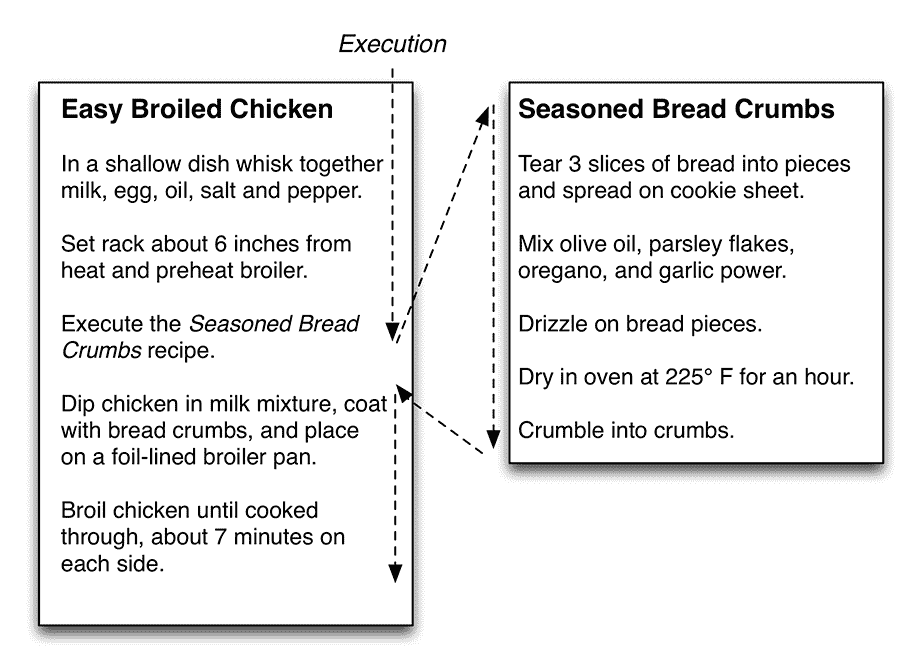 Execution
Easy Broiled Chicken
In a shallow dish whisk together
milk, egg, oil, salt and pepper.
Set rack about 6 inches from
heat and preheat broiler.
Execute the Seasoned Bread
Crumbs recipe.
Dip chicken in milk mixture, coat
with bread crumbs, and place
on a foil-lined broiler pan.
Broil chicken until cooked
through, about 7 minutes on
each side.
Seasoned Bread Crumbs
Tear 3 slices of bread into pieces
and spread on cookie sheet.
Mix olive oil, parsley flakes,
oregano, and garlic power.
Drizzle on bread pieces.
Dry in oven at 225° F for an hour.
Crumble into crumbs.